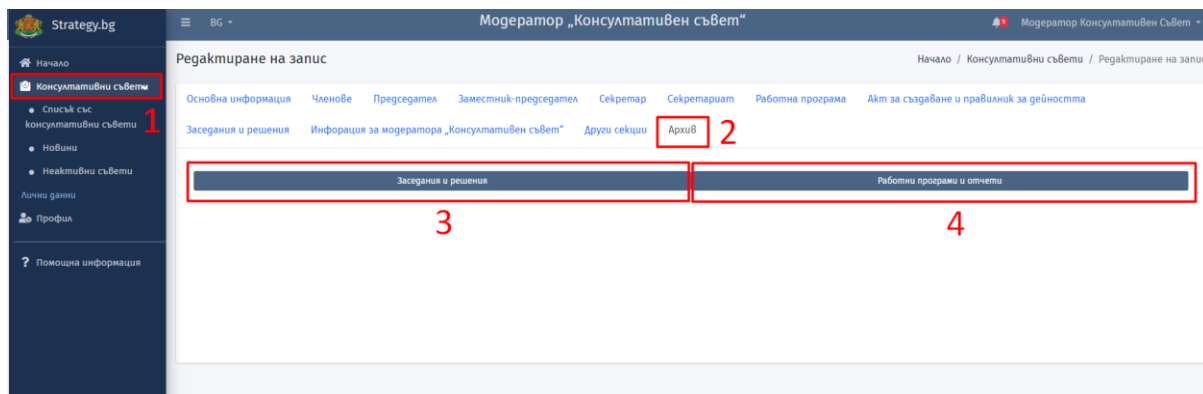 Strategy.bg
BG
Модератор „Консултативен съвет“
9
Модератор Консултативен Съвет
Начало
Консултативни съвети
1
Списък със
консултативни съвети
Новини
Неактивни съвети
Лични данни
Профил
? Помощна информация
Редактиране на запис
Начало / Консултативни съвети / Редактиране на запис
Основна информация Членове Председател Заместник-председател Секретар Секретариат Работна програма Акт за създаване и правилник за дейността
Заседания и решения Инфорация за модератора „Консултативен съвет“ Други секции Архив 2
Заседания и решения
Работни програми и отчети
3
4